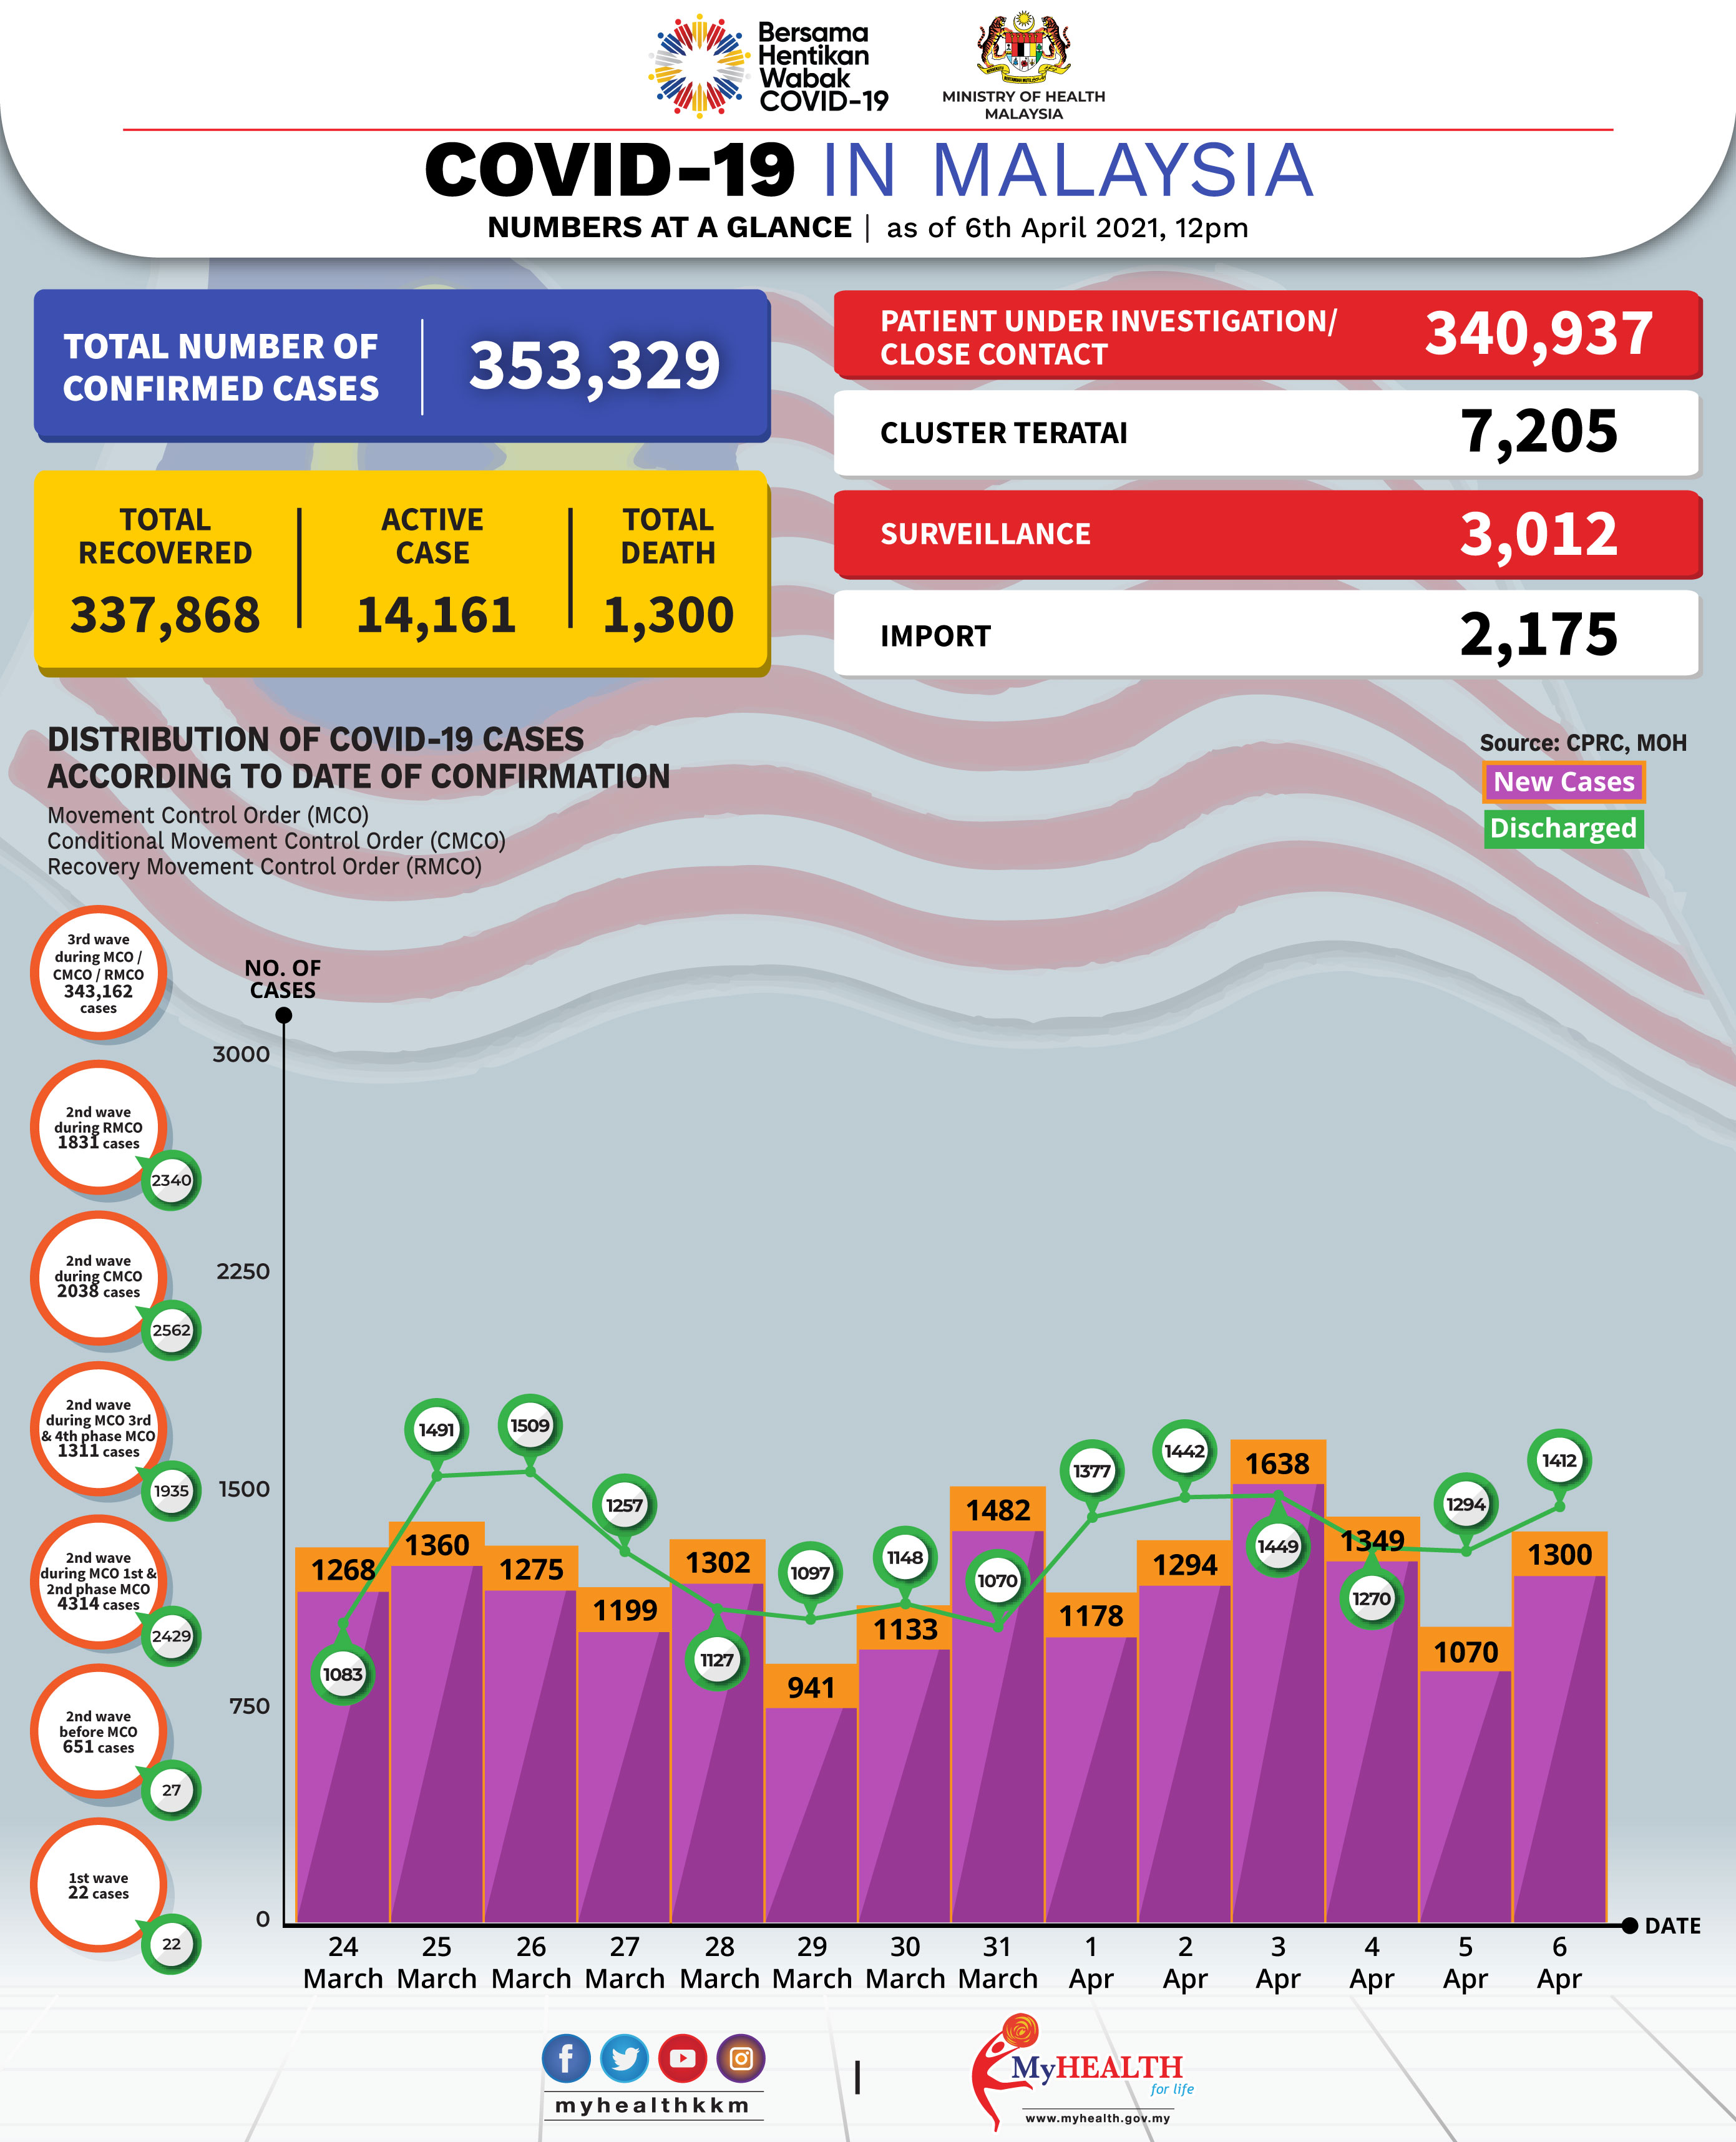 Bersama
Hentikan
Wabak
COVID-19
MINISTRY OF HEALTH
MALAYSIA
COVID-19 IN MALAYSIA
NUMBERS AT A GLANCE | as of 6th April 2021, 12pm
TOTAL NUMBER OF
CONFIRMED CASES
353,329
TOTAL
RECOVERED
337,868
ACTIVE
CASE
14,161
TOTAL
DEATH
1,300
PATIENT UNDER INVESTIGATION/
CLOSE CONTACT
340,937
CLUSTER TERATAI
7,205
SURVEILLANCE
3,012
IMPORT
2,175
DISTRIBUTION OF COVID-19 CASES
ACCORDING TO DATE OF CONFIRMATION
Movement Control Order (MCO)
Conditional Movement Control Order (CMCO)
Recovery Movement Control Order (RMCO)
Source: CPRC, MOH
New Cases
Discharged
3rd wave
during MCO /
CMCO / RMCO
343,162
cases
2nd wave
during RMCO
1831 cases
2340
2nd wave
during CMCO
2038 cases
2562
2nd wave
during MCO 3rd
& 4th phase MCO
1311 cases
1935
2nd wave
during MCO 1st &
2nd phase MCO
4314 cases
2429
2nd wave
before MCO
651 cases
27
1st wave
22 cases
22
NO. OF
CASES
3000
2250
1500
750
0
1268
1360
1275
1199
1302
941
1133
1482
1178
1294
1638
1349
1070
1300
1083
1491
1509
1257
1127
1097
1148
1070
1377
1442
1449
1270
1294
1412
24
March
25
March
26
March
27
March
28
March
29
March
30
March
31
March
1
Apr
2
Apr
3
Apr
4
Apr
5
Apr
6
Apr
DATE
myhealthkkm
MyHEALTH
for life
www.myhealth.gov.my